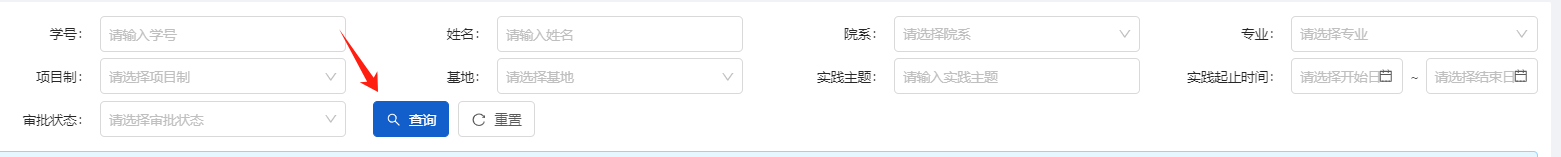 学号： 请输入学号 姓名： 请输入姓名 院系： 请选择院系 专业： 请选择专业
项目制： 请选择项目制 基地： 请选择基地 实践主题： 请输入实践主题 实践起止时间： 请选择开始日 ~ 请选择结束日
审批状态： 请选择审批状态 查询 重置